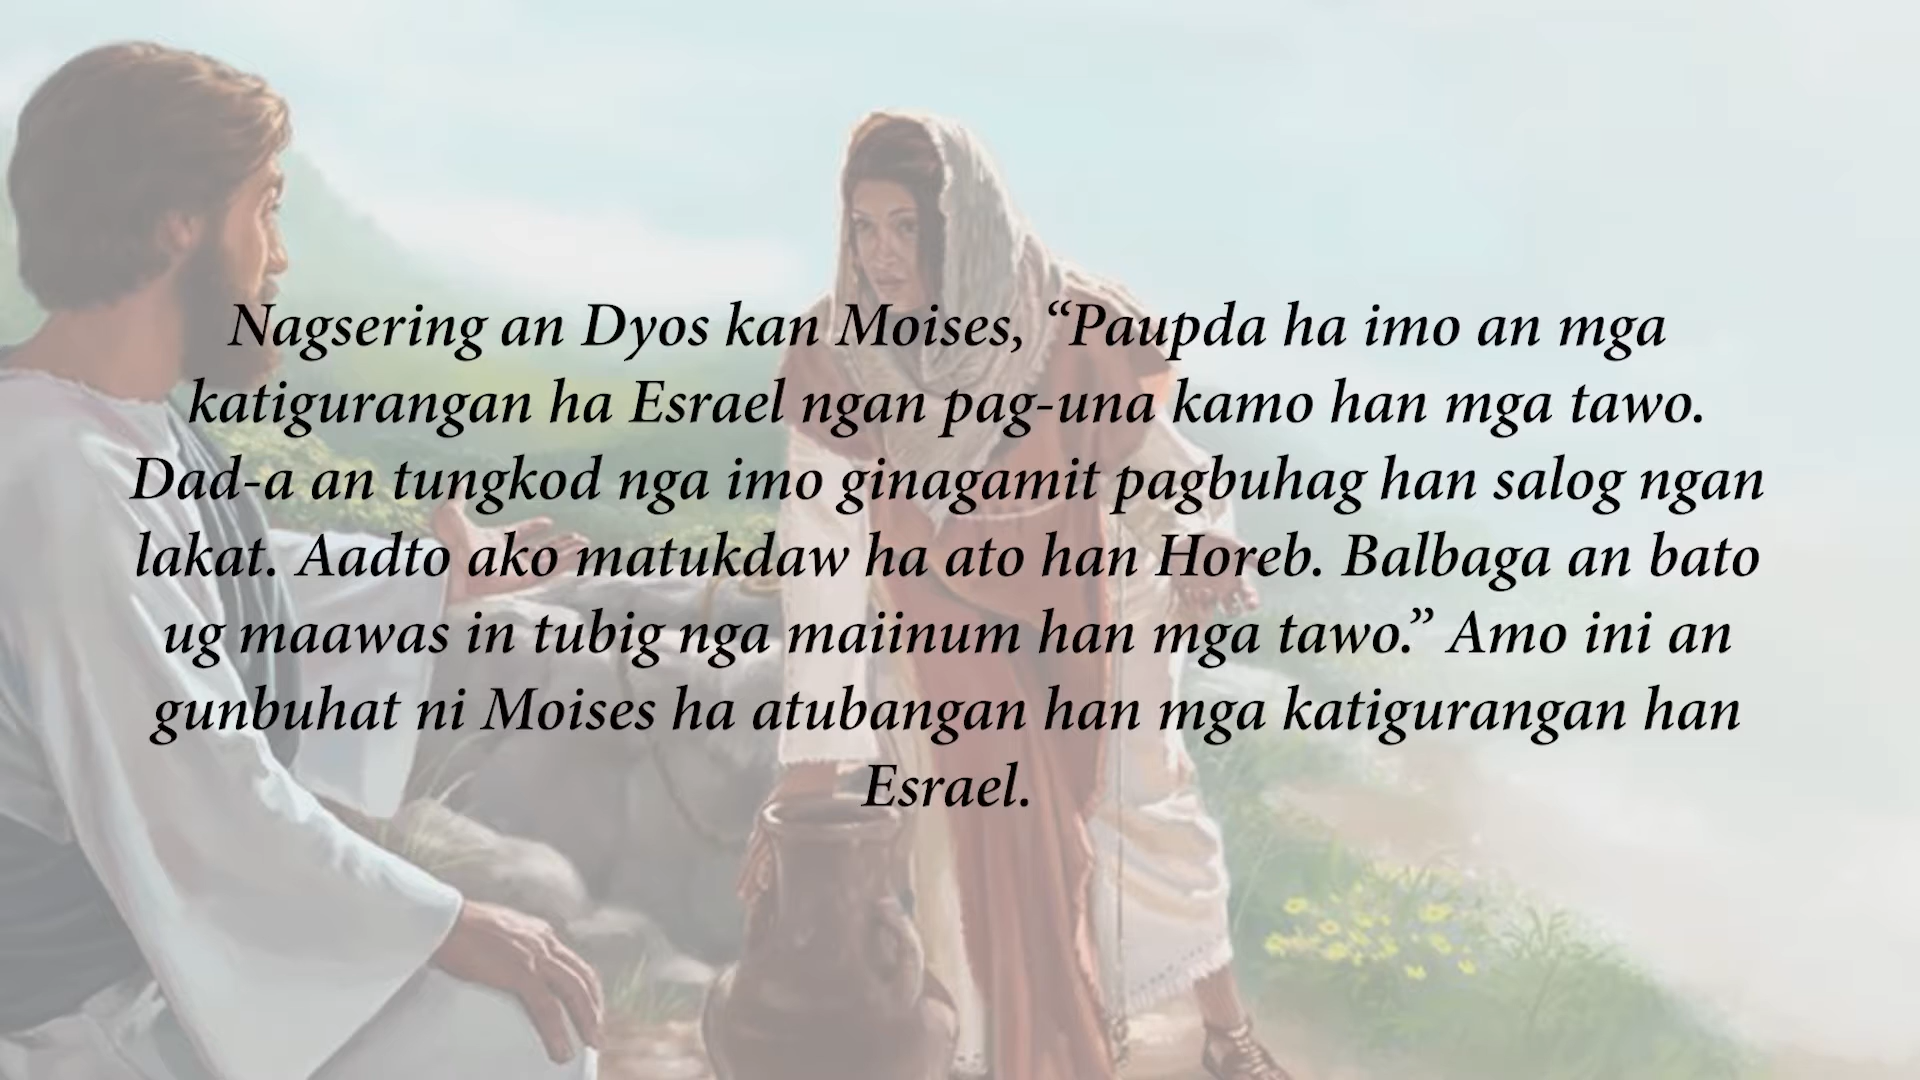 Nagsering an Dyos kan Moises, “Paupda ha imo an mga
katigurangan ha Esrael ngan pag-una kamo han mga tawo.
Dad-a an tungkod nga imo ginagamit pagbuhag han salog ngan
lakat. Aadto ako matukdaw ha ato han Horeb. Balbaga an bato
ug maawas in tubig nga maiinum han mga tawo.” Amo ini an
gunbuhat ni Moises ha atubangan han mga katigurangan han
Esrael.